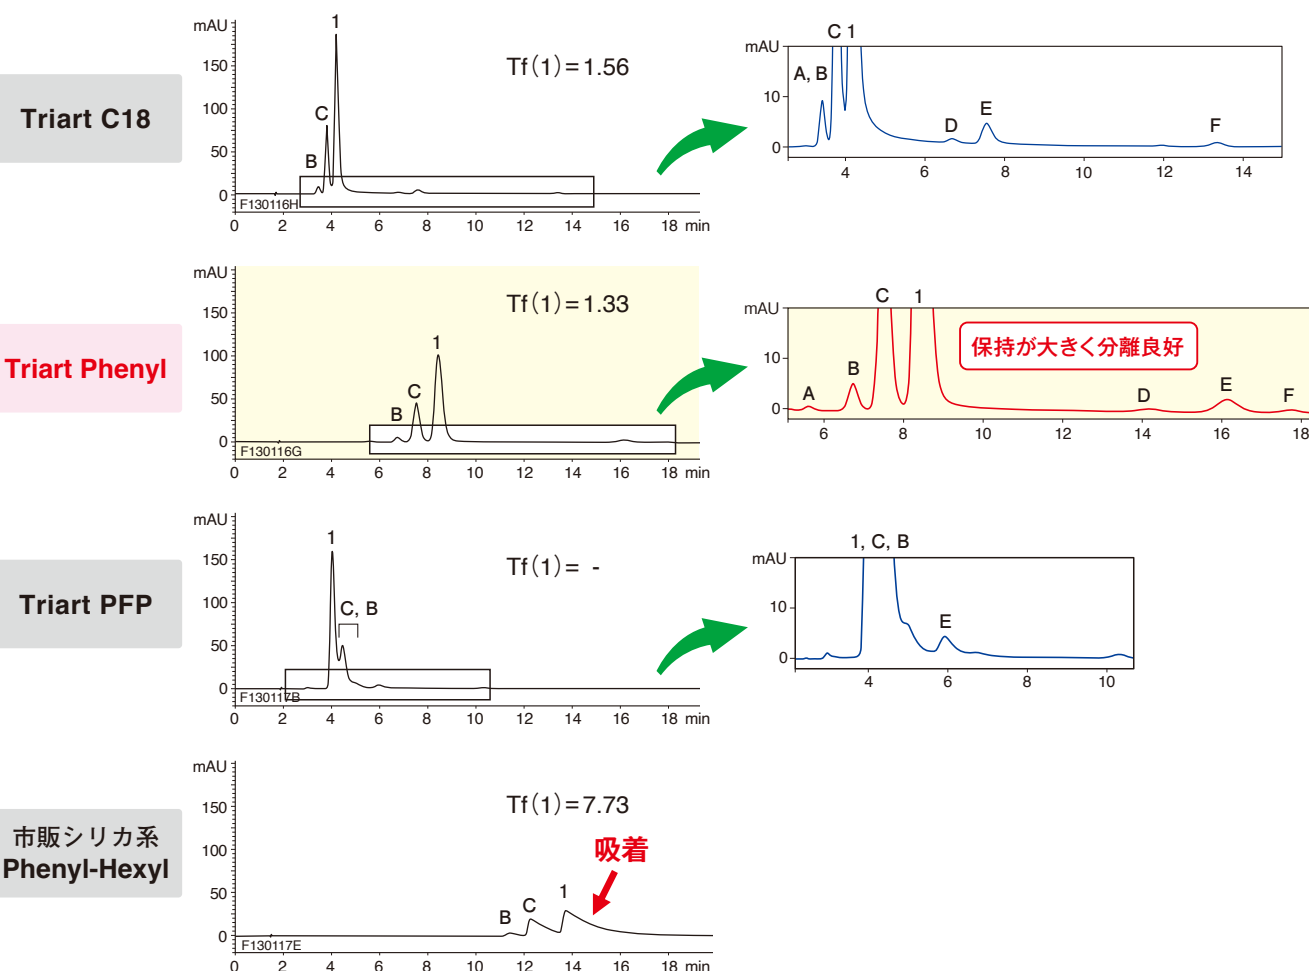 Triart C18
mAU
150
100
50
0
B
C
1
Tf(1)=1.56
F130116H
0 2 4 6 8 10 12 14 16 18 min
mAU
10
0
A, B
C 1
D
E
F
4 6 8 10 12 14
Triart Phenyl
mAU
150
100
50
0
B
C
1
Tf(1)=1.33
F130116G
0 2 4 6 8 10 12 14 16 18 min
mAU
10
0
A
B
C
1
保持が大きく分離良好
D
E
F
6 8 10 12 14 16 18
Triart PFP
mAU
150
100
50
0
1
C, B
Tf(1)= -
F130117B
0 2 4 6 8 10 12 14 16 18 min
mAU
10
0
1, C, B
E
4 6 8 10
市販シリカ系
Phenyl-Hexyl
mAU
150
100
50
0
B
C
1
Tf(1)=7.73
吸着
F130117E
0 2 4 6 8 10 12 14 16 18 min